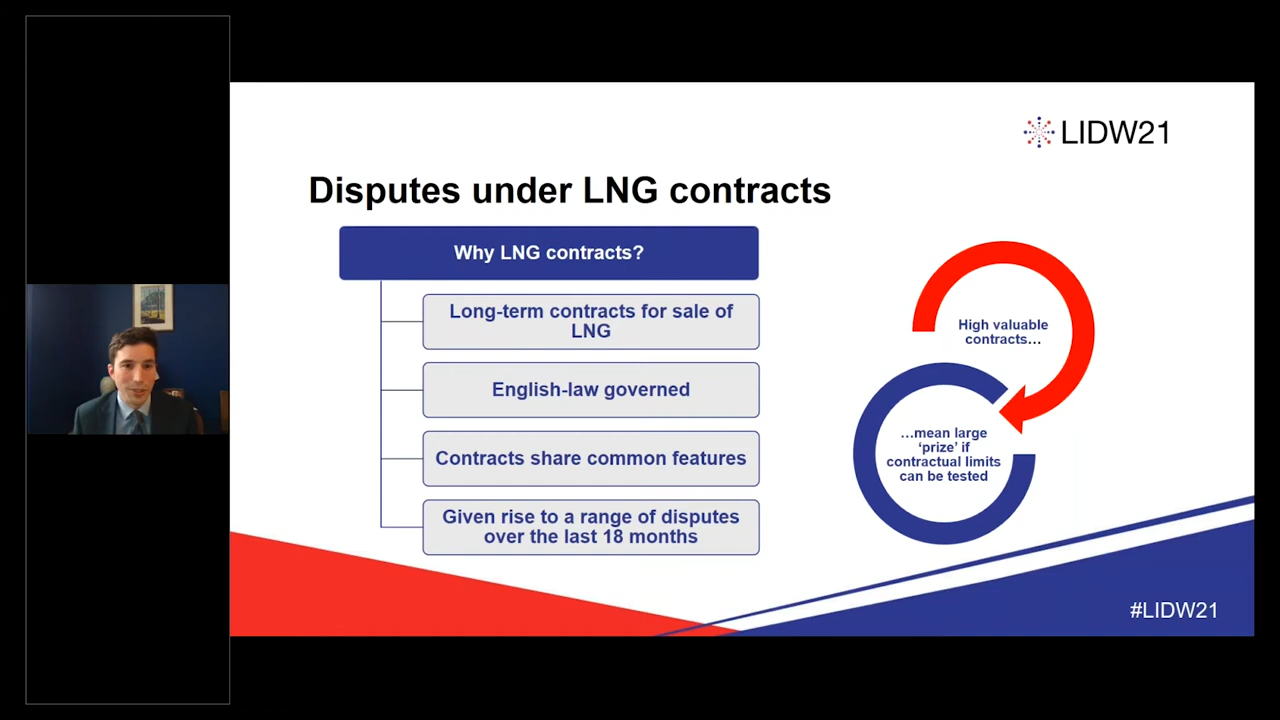 LIDW21
Disputes under LNG contracts
Why LNG contracts?
Long-term contracts for sale of
LNG
English-law governed
Contracts share common features
Given rise to a range of disputes
over the last 18 months
High valuable
contracts…
…mean large
‘prize’ if
contractual limits
can be tested
#LIDW21